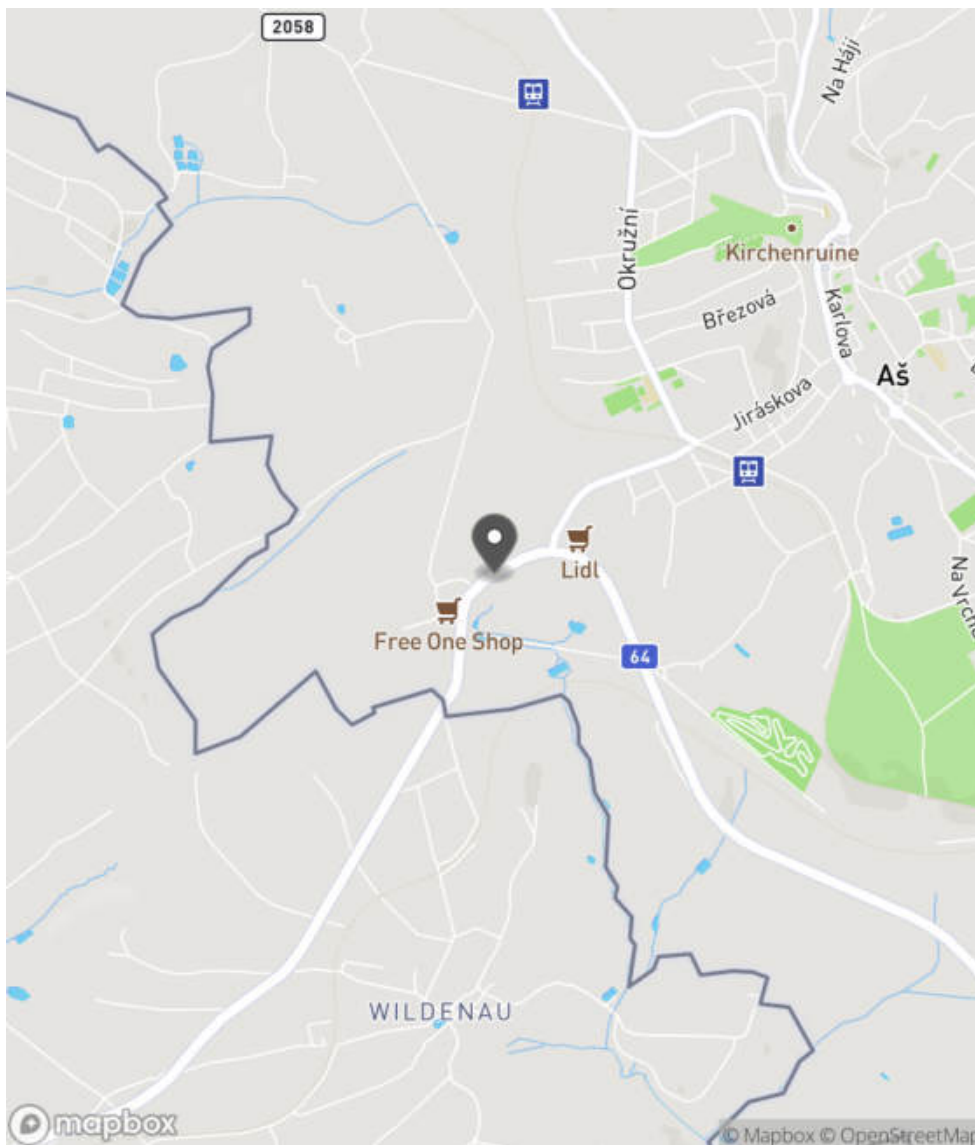 2058
Na Háji
Okružní
Kirchenruine
Březová
Karlova
Aš
Jiráskova
Lidl
Na Vrch
Free One Shop
64
WILDENAU
mapbox
© Mapbox © OpenStreetMap